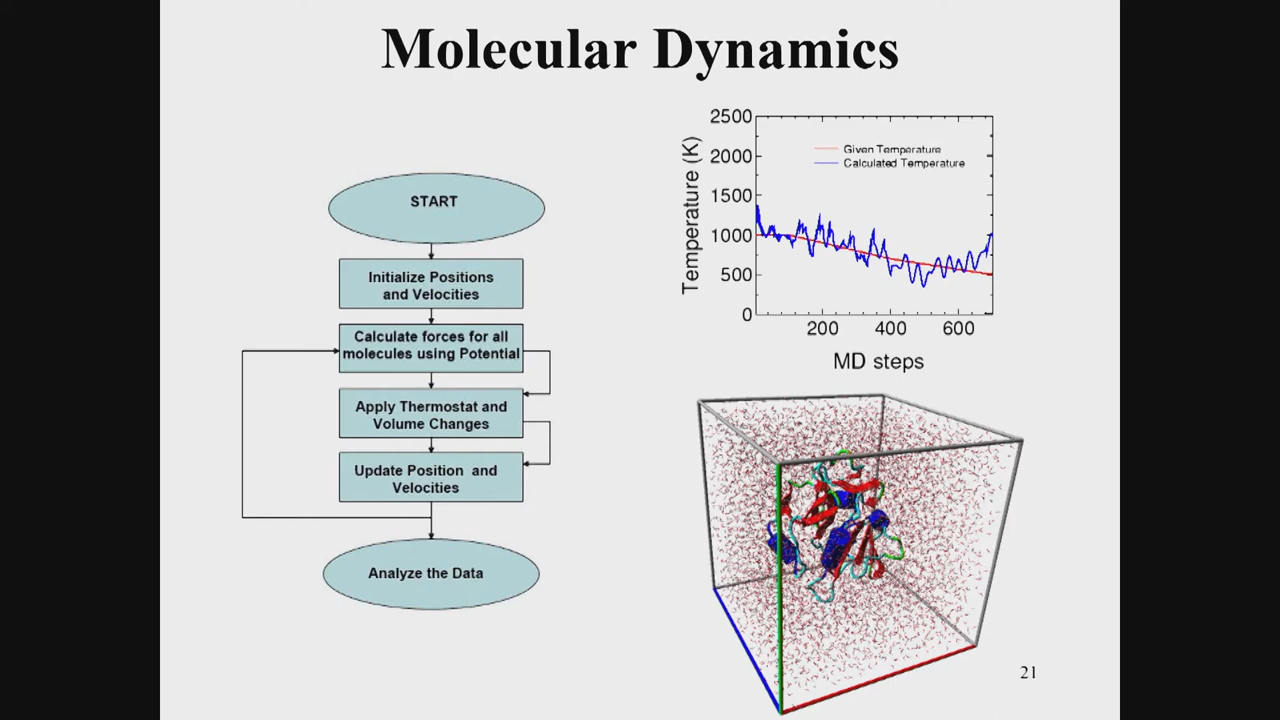 Molecular Dynamics
START
Initialize Positions
and Velocities
Calculate forces for all
molecules using Potential
Apply Thermostat and
Volume Changes
Update Position and
Velocities
Analyze the Data
Temperature (K)
2500
2000
1500
1000
500
0
Given Temperature
Calculated Temperature
200 400 600
MD steps
21